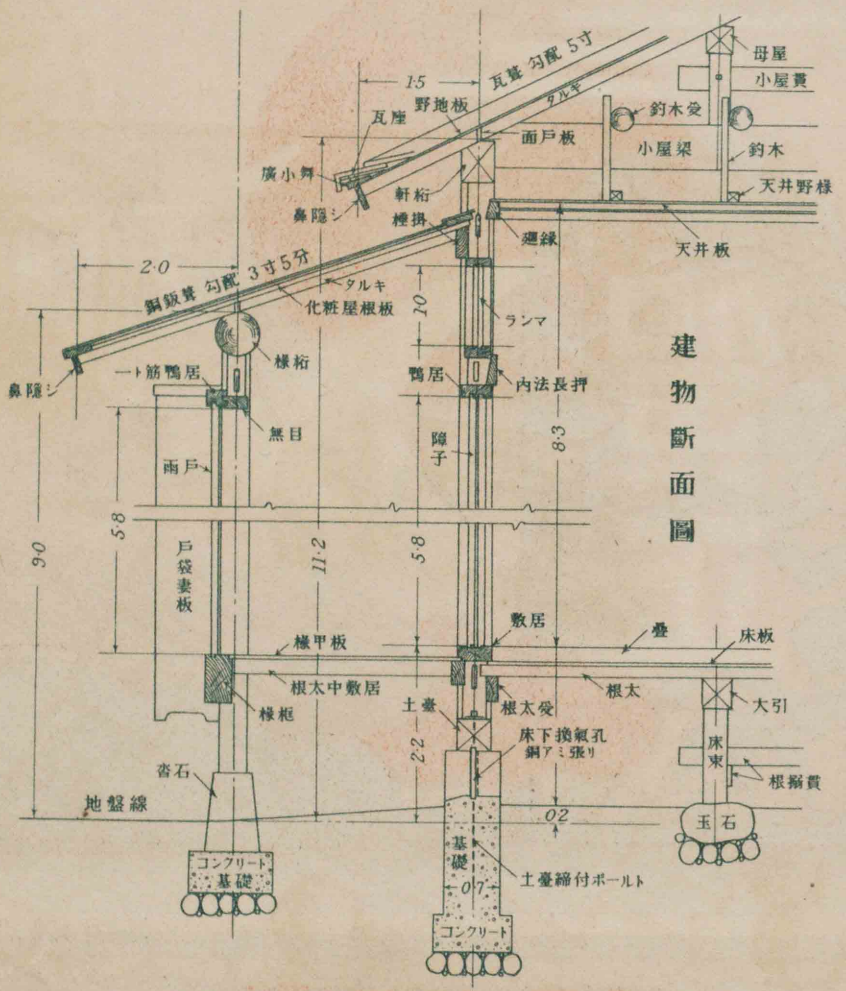 建物斷面圖
母屋
小屋貫
瓦葺 勾配 5寸
1.5
タルキ
野地板
瓦座
面戸板
釣木愛
小屋梁
釣木
廣小舞
軒桁
天井野椽
鼻隠シ
棰掛
廻縁
天井板
2.0
銅鈑葺 勾配 3寸5分
タルキ
化粧屋根板
1.0
ランマ
椽桁
鼻隠シ
一ト筋鴨居
鴨居
内法長押
無目
障子
8.3
雨戸
5.8
9.0
11.2
5.8
戸袋妻板
敷居
疊
床板
椽甲板
根太中敷居
根太
椽框
土臺
根太愛
大引
床下換氣孔
銅アミ張リ
床束
2.2
沓石
根搦貫
地盤線
0.2
玉石
コンクリート
基礎
基礎
土臺締付ボールト
0.7
コンクリート